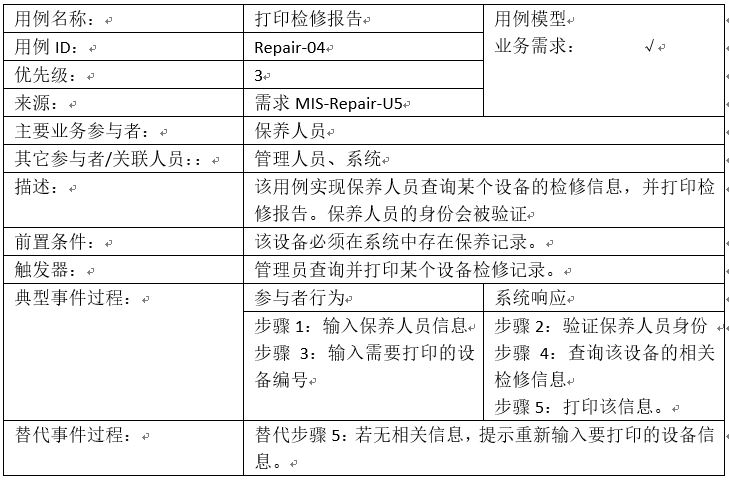 用例名称： 打印检修报告 用例模型
用例 ID： Repair-04 业务需求： √
优先级： 3
来源： 需求 MIS-Repair-U5
主要业务参与者： 保养人员
其它参与者/关联人员：： 管理人员、系统
描述： 该用例实现保养人员查询某个设备的检修信息，并打印检
修报告。保养人员的身份会被验证
前置条件： 该设备必须在系统中存在保养记录。
触发器： 管理员查询并打印某个设备检修记录。
典型事件过程： 参与者行为 系统响应
步骤 1：输入保养人员信息
步骤 3：输入需要打印的设
备编号
步骤 2：验证保养人员身份
步骤 4：查询该设备的相关
检修信息
步骤 5：打印该信息。
替代事件过程： 替代步骤 5：若无相关信息，提示重新输入要打印的设备信
息。